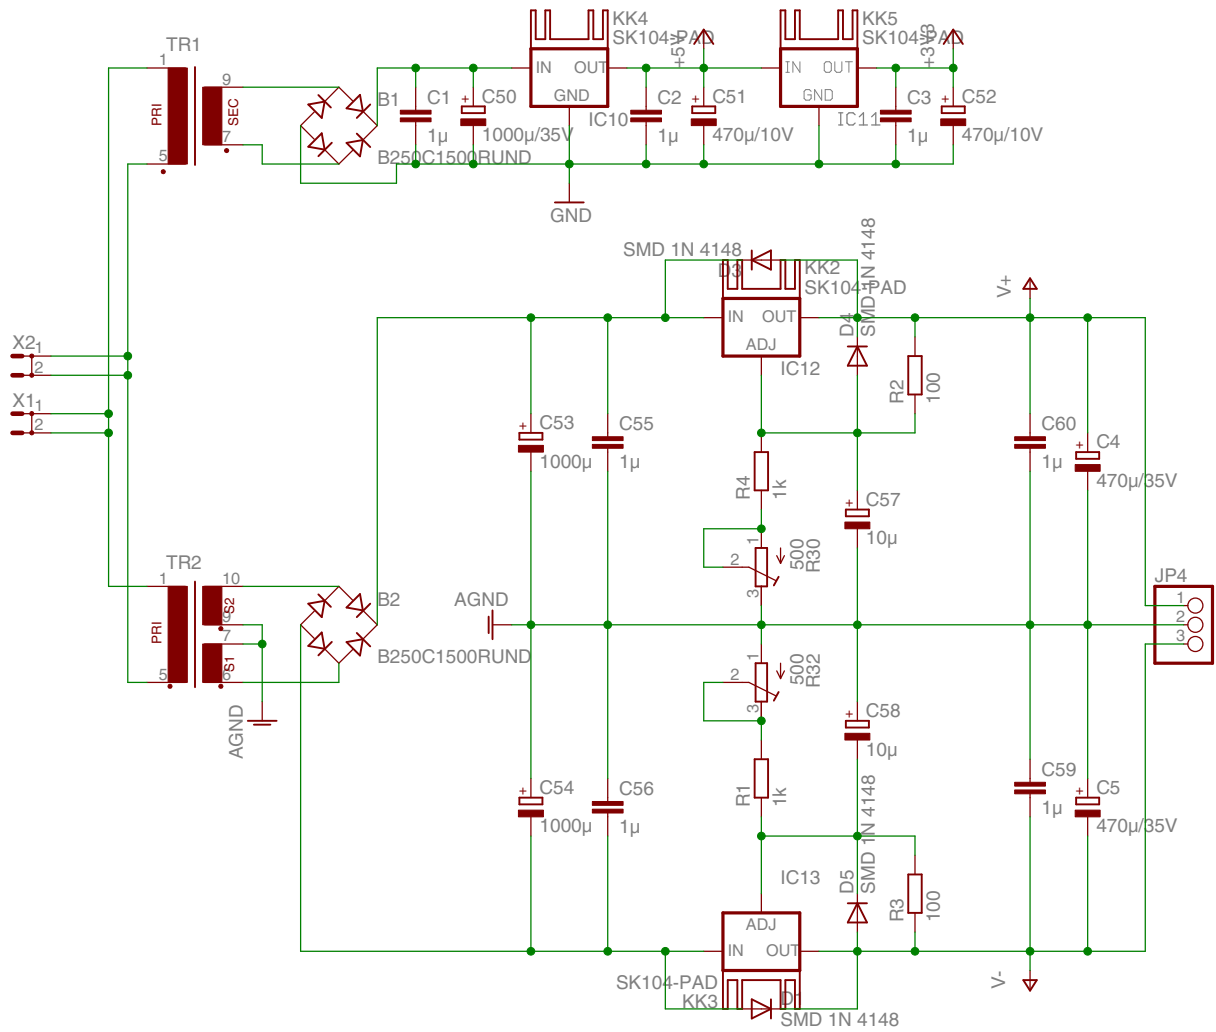 KK4
SK104-PAD
KK5
SK104-PAD
+5V
+3V3
TR1
1
5
PRI
SEC
9
7
B1
B250C1500RUND
C1
1µ
C50
1000µ/35V
IN
OUT
GND
IC10
C2
1µ
C51
470µ/10V
IN
OUT
GND
IC11
C3
1µ
C52
470µ/10V
GND
SMD 1N 4148
D3
KK2
SK104-PAD
D4
SMD 1N 4148
V+
IN
OUT
ADJ
IC12
R2
100
X2
1
2
X1
1
2
C53
1000µ
C55
1µ
R4
1k
C57
10µ
C60
1µ
C4
470µ/35V
1
2
3
500
R30
TR2
1
5
PRI
10
S2
9
7
S1
6
AGND
B2
B250C1500RUND
AGND
JP4
1
2
3
1
2
3
500
R32
C58
10µ
C54
1000µ
C56
1µ
R1
1k
C59
1µ
C5
470µ/35V
IC13
D5
SMD 1N 4148
R3
100
ADJ
IN
OUT
SK104-PAD
KK3
D1
SMD 1N 4148
V-